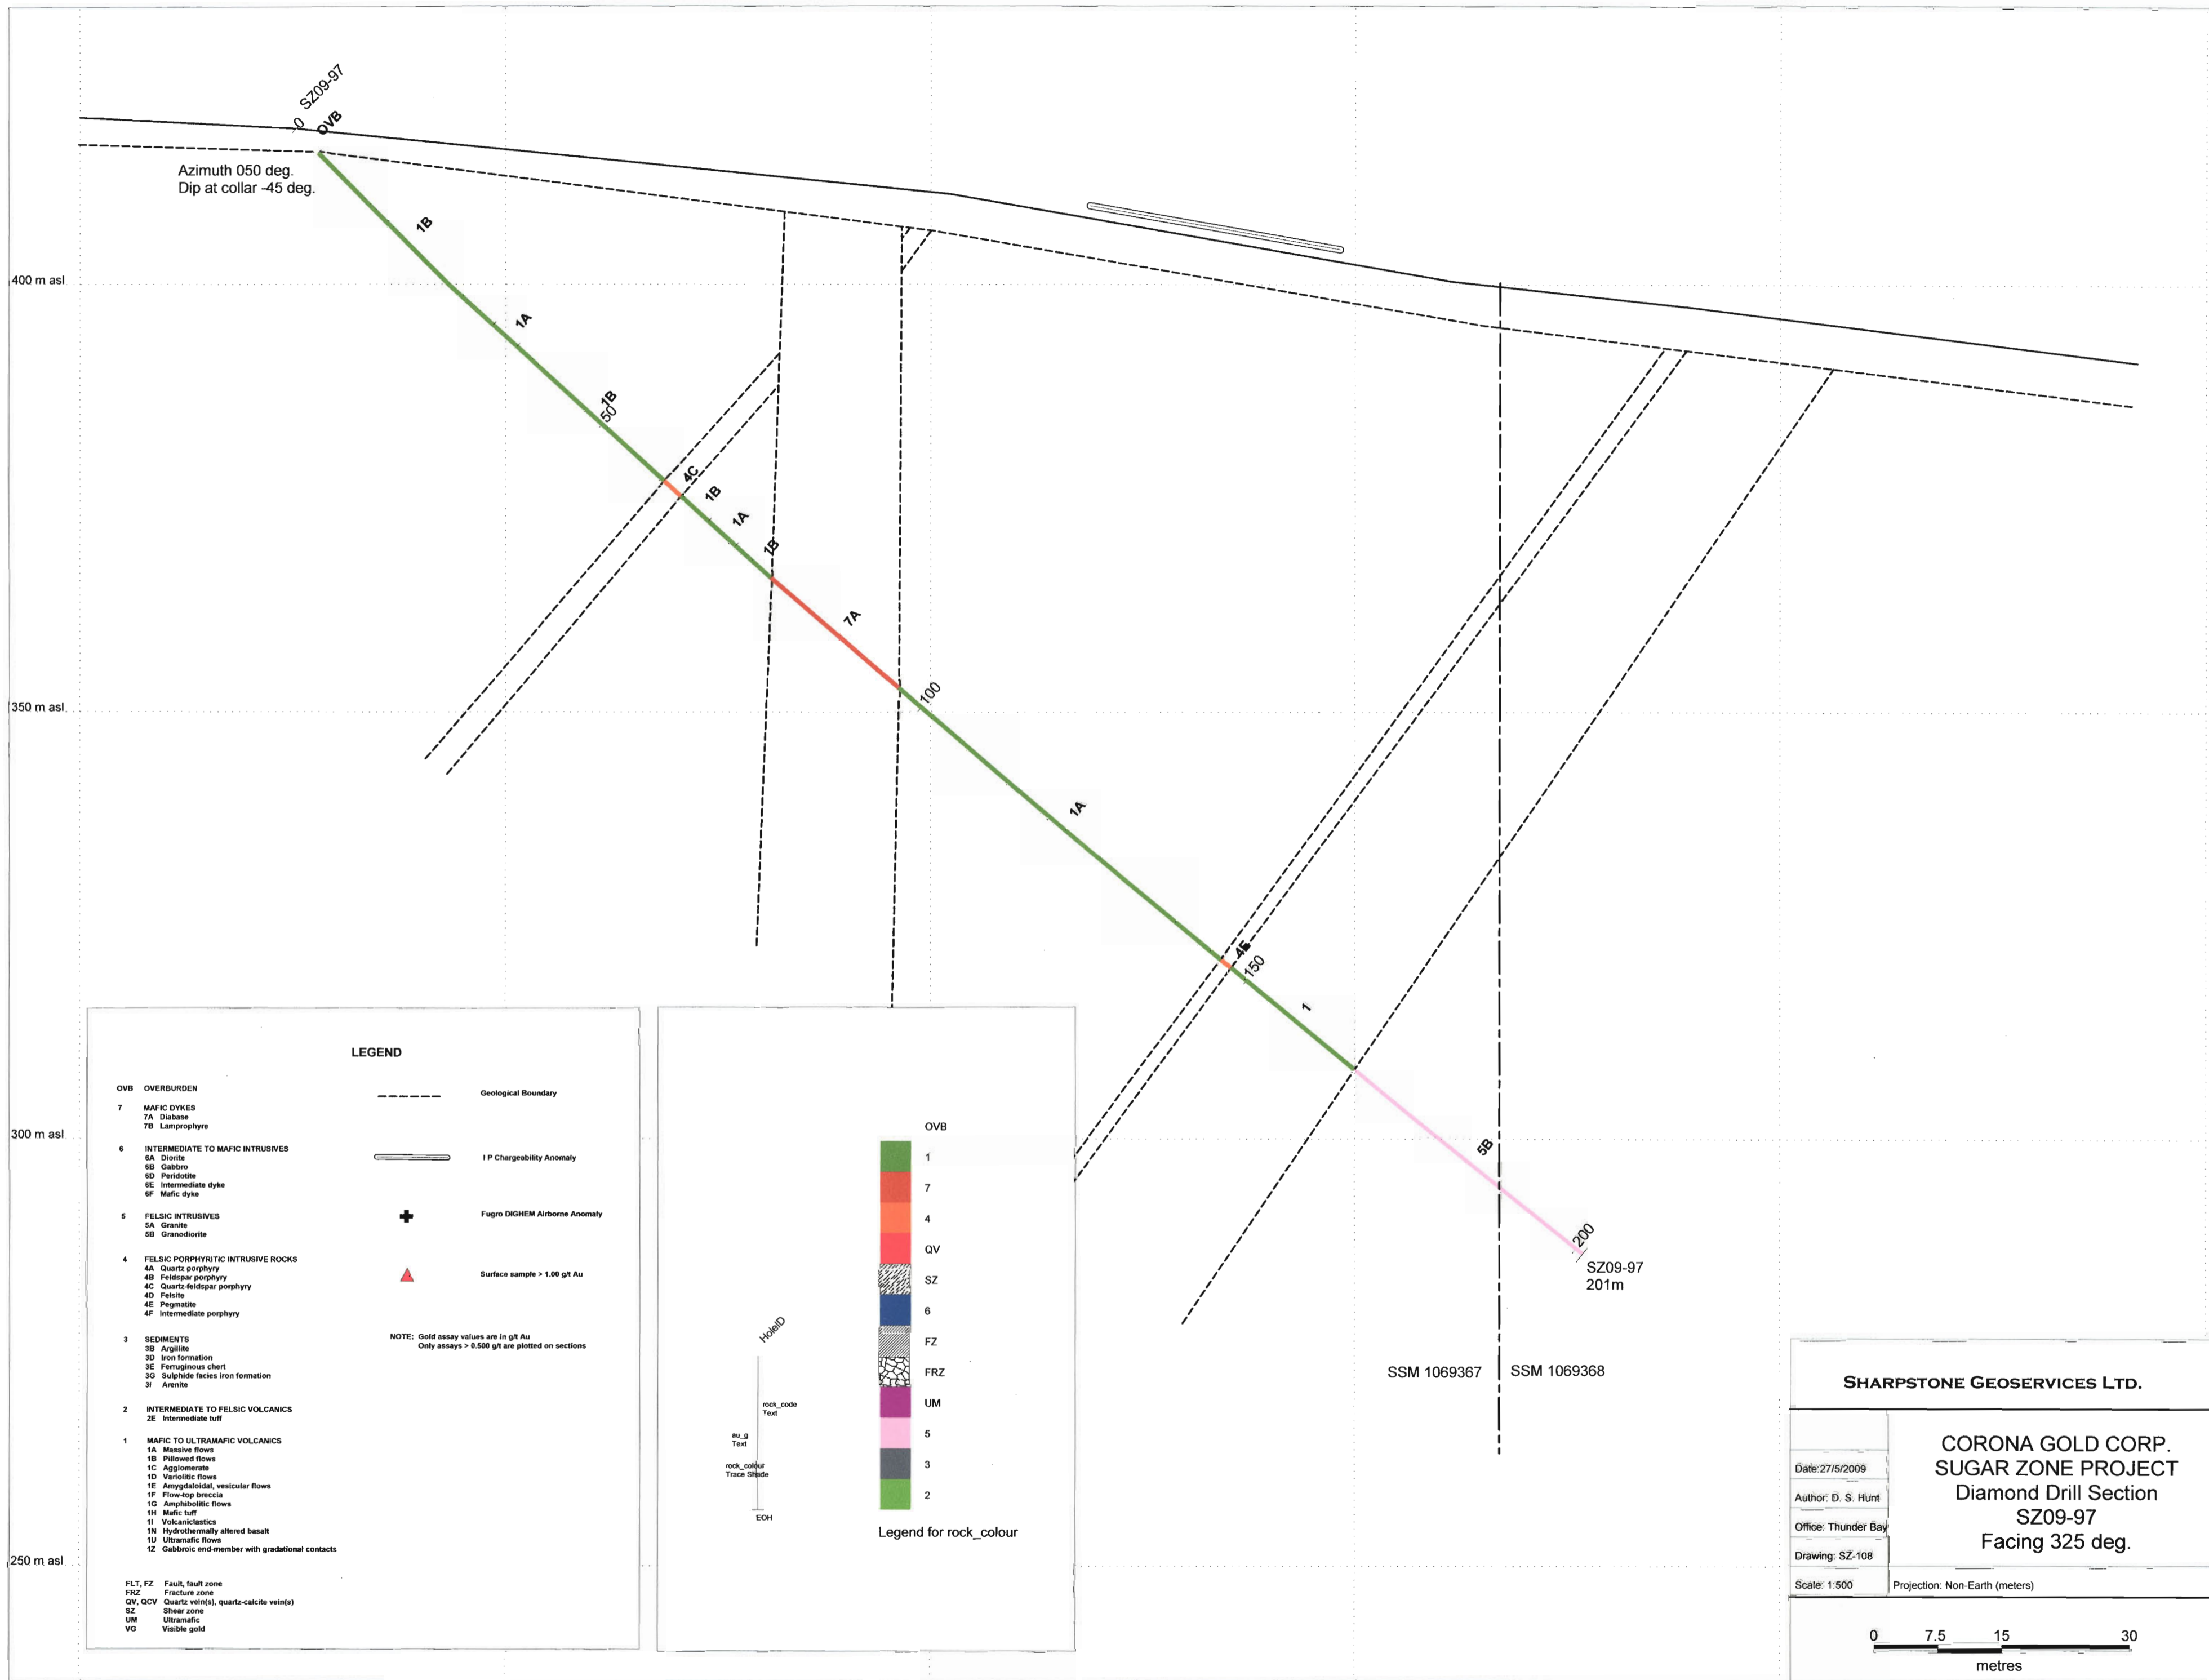 SZ09-97
0
OVB
Azimuth 050 deg.
Dip at collar -45 deg.
1B
400 m asl
1A
1B
50
4C
1B
1A
1B
7A
350 m asl
100
1A
4E
150
1
300 m asl
5B
200
SZ09-97
201m
SSM 1069367
SSM 1069368
250 m asl
LEGEND
OVB OVERBURDEN
7 MAFIC DYKES
7A Diabase
7B Lamprophyre
6 INTERMEDIATE TO MAFIC INTRUSIVES
6A Diorite
6B Gabbro
6D Peridotite
6E Intermediate dyke
6F Mafic dyke
5 FELSIC INTRUSIVES
5A Granite
5B Granodiorite
4 FELSIC PORPHYRITIC INTRUSIVE ROCKS
4A Quartz porphyry
4B Feldspar porphyry
4C Quartz-feldspar porphyry
4D Felsite
4E Pegmatite
4F Intermediate porphyry
3 SEDIMENTS
3B Argillite
3D Iron formation
3E Ferruginous chert
3G Sulphide facies iron formation
3I Arenite
2 INTERMEDIATE TO FELSIC VOLCANICS
2E Intermediate tuff
1 MAFIC TO ULTRAMAFIC VOLCANICS
1A Massive flows
1B Pillowed flows
1C Agglomerate
1D Variolitic flows
1E Amygdaloidal, vesicular flows
1F Flow-top breccia
1G Amphibolitic flows
1H Mafic tuff
1I Volcaniclastics
1N Hydrothermally altered basalt
1U Ultramafic flows
1Z Gabbroic end-member with gradational contacts
FLT, FZ Fault, fault zone
FRZ Fracture zone
QV, QCV Quartz vein(s), quartz-calcite vein(s)
SZ Shear zone
UM Ultramafic
VG Visible gold
Geological Boundary
I P Chargeability Anomaly
Fugro DIGHEM Airborne Anomaly
Surface sample > 1.00 g/t Au
NOTE: Gold assay values are in g/t Au
Only assays > 0.500 g/t are plotted on sections
HoleID
rock_code
Text
au_g
Text
rock_colour
Trace Shade
EOH
OVB
1
7
4
QV
SZ
6
FZ
FRZ
UM
5
3
2
Legend for rock_colour
SHARPSTONE GEOSERVICES LTD.
Date:27/5/2009
Author: D. S. Hunt
Office: Thunder Bay
Drawing: SZ-108
Scale: 1:500
CORONA GOLD CORP.
SUGAR ZONE PROJECT
Diamond Drill Section
SZ09-97
Facing 325 deg.
Projection: Non-Earth (meters)
0 7.5 15 30
metres